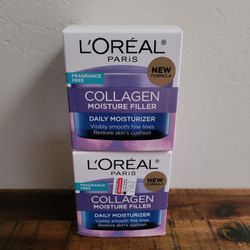 L'ORÉAL
PARIS
NEW
FORMULA
FRAGRANCE
FREE
COLLAGEN
MOISTURE FILLER
DAILY MOISTURIZER
Visibly smooth fine lines
Restore skin's cushion
L'ORÉAL
PARIS
NEW
FRAGRANCE
FREE
COLLAGEN
MOISTURE FILLER
DAILY MOISTURIZER
Visibly smooth fine lines
Restore skin's cushion